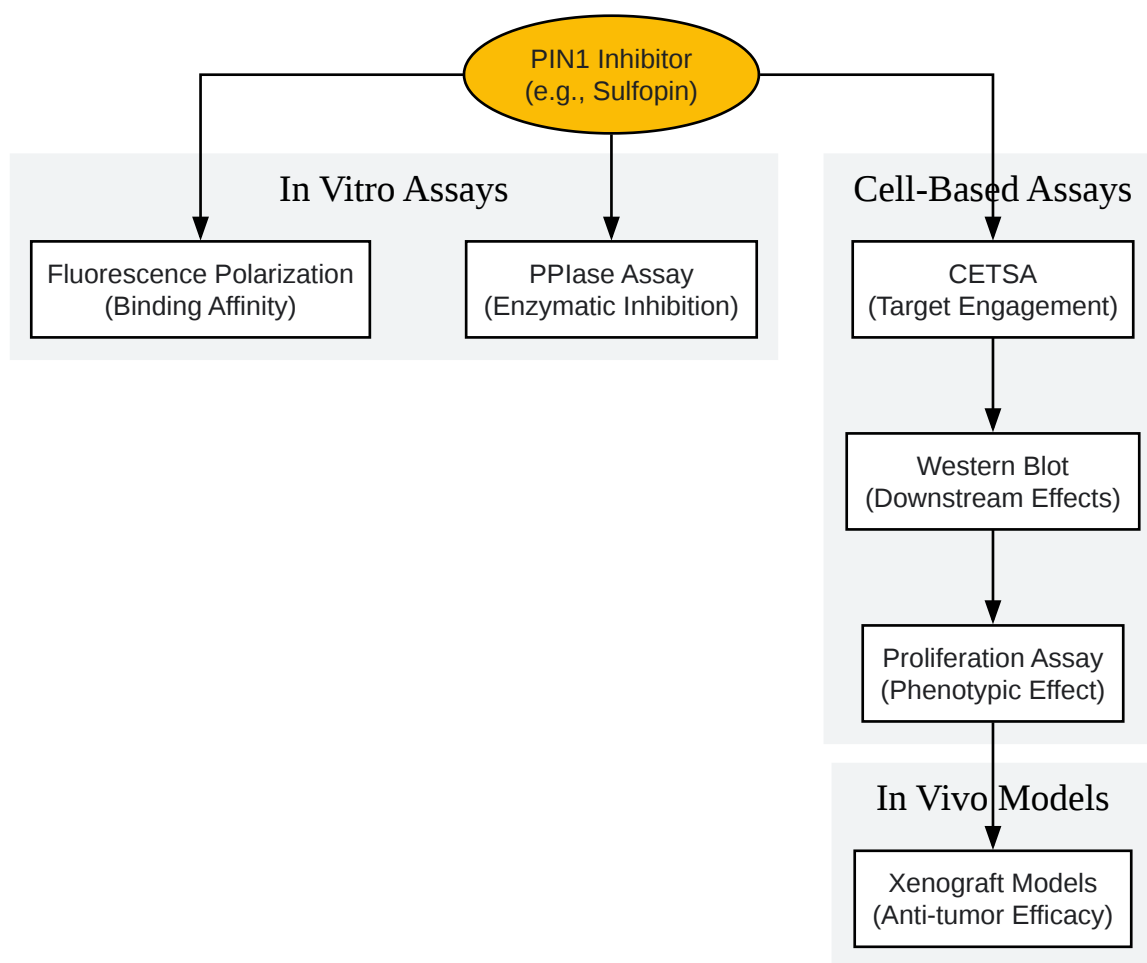 PIN1 Inhibitor
(e.g., Sulfopin)
In Vitro Assays
Cell-Based Assays
Fluorescence Polarization
(Binding Affinity)
PPIase Assay
(Enzymatic Inhibition)
CETSA
(Target Engagement)
Western Blot
(Downstream Effects)
Proliferation Assay
(Phenotypic Effect)
In Vivo Models
Xenograft Models
(Anti-tumor Efficacy)